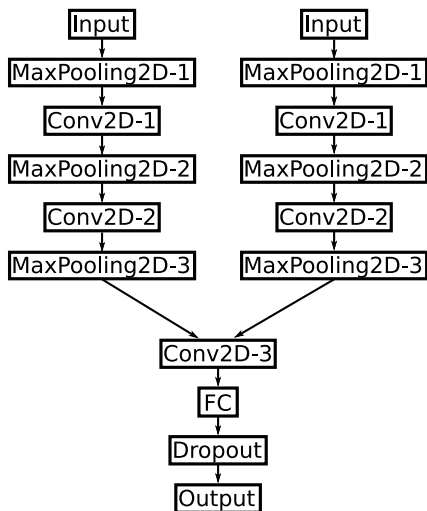 Input
MaxPooling2D-1
Conv2D-1
MaxPooling2D-2
Conv2D-2
MaxPooling2D-3
Input
MaxPooling2D-1
Conv2D-1
MaxPooling2D-2
Conv2D-2
MaxPooling2D-3
Conv2D-3
FC
Dropout
Output